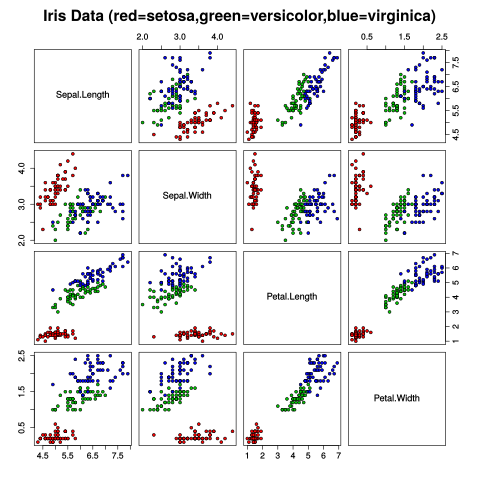 Iris Data (red=setosa,green=versicolor,blue=virginica)
2.0 3.0 4.0
0.5 1.5 2.5
Sepal.Length
4.5 5.5 6.5 7.5
2.0 3.0 4.0
Sepal.Width
Petal.Length
1 2 3 4 5 6 7
0.5 1.5 2.5
Petal.Width
4.5 5.5 6.5 7.5
1 2 3 4 5 6 7